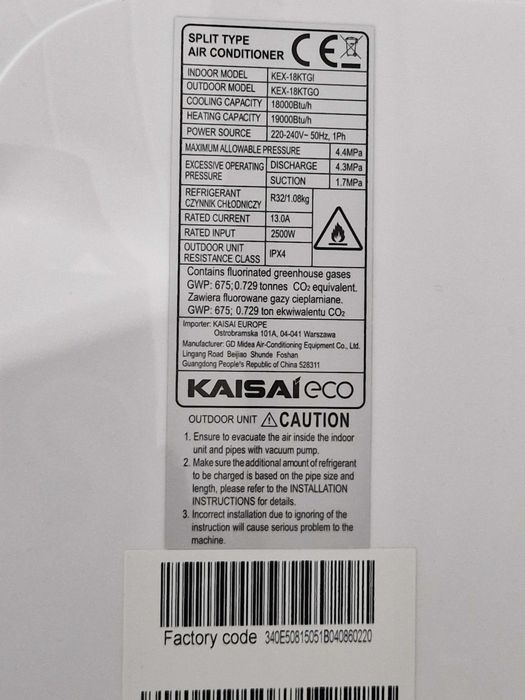 SPLIT TYPE
AIR CONDITIONER CE
INDOOR MODEL KEX-18KTGI
OUTDOOR MODEL KEX-18KTGO
COOLING CAPACITY 18000Btu/h
HEATING CAPACITY 19000Btu/h
POWER SOURCE 220-240V~ 50Hz, 1Ph
MAXIMUM ALLOWABLE PRESSURE 4.4MPa
EXCESSIVE OPERATING PRESSURE DISCHARGE 4.3MPa
SUCTION 1.7MPa
REFRIGERANT
CZYNNIK CHŁODNICZY R32/1.08kg
RATED CURRENT 13.0A
RATED INPUT 2500W
OUTDOOR UNIT
RESISTANCE CLASS IPX4
Contains fluorinated greenhouse gases
GWP: 675; 0.729 tonnes CO₂ equivalent.
Zawiera fluorowane gazy cieplarniane.
GWP: 675; 0.729 ton ekwiwalentu CO₂
Importer: KAISAI EUROPE
Ostrobramska 101A, 04-041 Warszawa
Manufacturer: GD Midea Air-Conditioning Equipment Co., Ltd.
Lingang Road Beijiao Shunde Foshan
Guangdong People's Republic of China 528311
KAISAI eco
OUTDOOR UNIT ⚠CAUTION
1. Ensure to evacuate the air inside the indoor
unit and pipes with vacuum pump.
2. Make sure the additional amount of refrigerant
to be charged is based on the pipe size and
length, please refer to the INSTALLATION
INSTRUCTIONS for details.
3. Incorrect installation due to ignoring of the
instruction will cause serious problem to the
machine.
Factory code 340E50815051B040860220